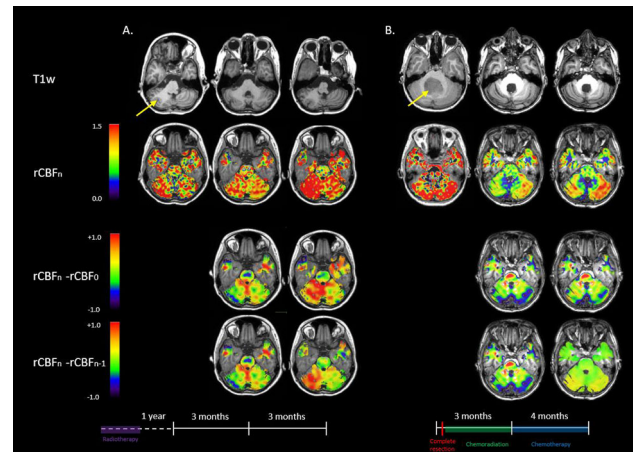 A.
B.
T1w
1.5
rCBFn
0.0
+1.0
rCBFn -rCBF0
-1.0
+1.0
rCBFn -rCBFn-1
-1.0
1 year
3 months
3 months
Radiotherapy
3 months
4 months
Complete
resection
Chemoradiation
Chemotherapy